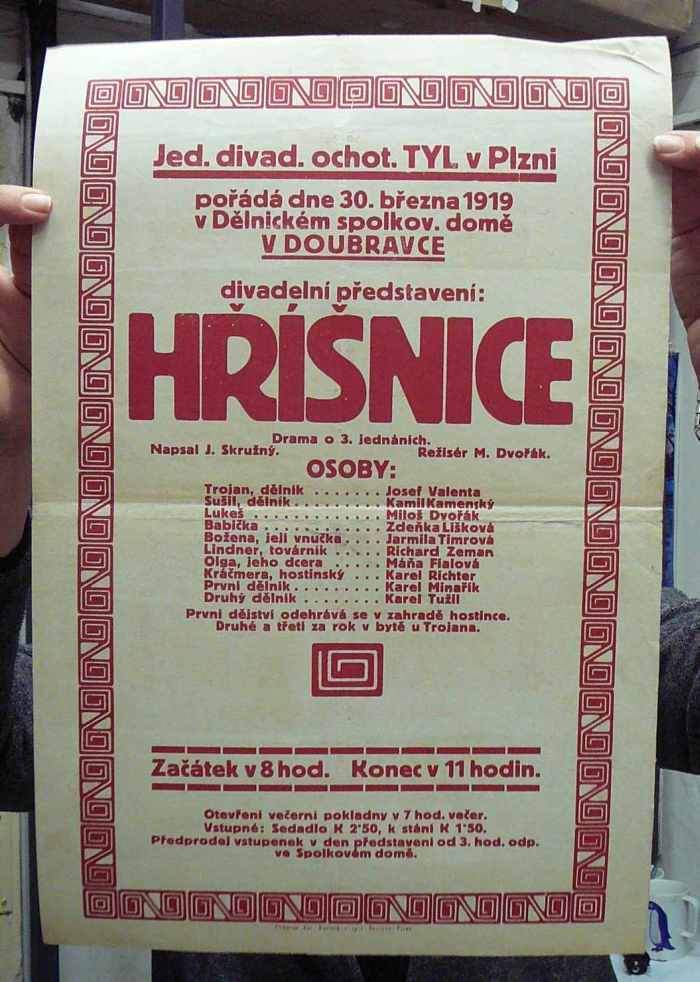 Jed. divad. ochot. TYL v Plzni
pořádá dne 30. března 1919
v Dělnickém spolkov. domě
V DOUBRAVCE
divadelní představení:
HŘÍŠNICE
Drama o 3. jednáních.
Napsal J. Skružný. Režisér M. Dvořák.
OSOBY:
Trojan, dělník . . . . . . . Josef Valenta
Sušil, dělník . . . . . . . . Kamil Kamenský
Lukeš . . . . . . . . . . . . Miloš Dvořák
Babička . . . . . . . . . . . Zdeňka Lišková
Božena, její vnučka . . . . Jarmila Timrová
Lindner, továrník . . . . . Richard Zeman
Olga, jeho dcera . . . . . Máňa Fialová
Kráčmera, hostinský . . . Karel Richter
První dělník . . . . . . . . Karel Minařík
Druhý dělník . . . . . . . Karel Tužil
První dějství odehrává se v zahradě hostince.
Druhé a třetí za rok v bytě u Trojana.
Začátek v 8 hod. Konec v 11 hodin.
Otevření večerní pokladny v 7 hod. večer.
Vstupné: Sedadlo K 2'50, k stání K 1'50.
Předprodej vstupenek v den představení od 3. hod. odp.
ve Spolkovém domě.